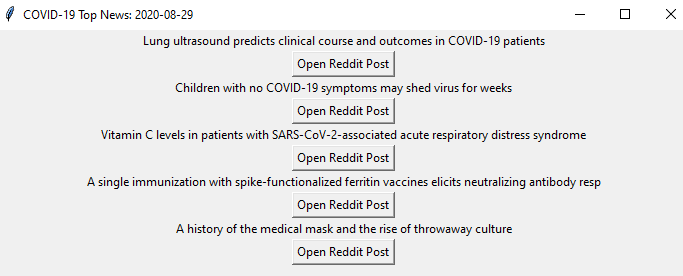 COVID-19 Top News: 2020-08-29
Lung ultrasound predicts clinical course and outcomes in COVID-19 patients
Open Reddit Post
Children with no COVID-19 symptoms may shed virus for weeks
Open Reddit Post
Vitamin C levels in patients with SARS-CoV-2-associated acute respiratory distress syndrome
Open Reddit Post
A single immunization with spike-functionalized ferritin vaccines elicits neutralizing antibody resp
Open Reddit Post
A history of the medical mask and the rise of throwaway culture
Open Reddit Post